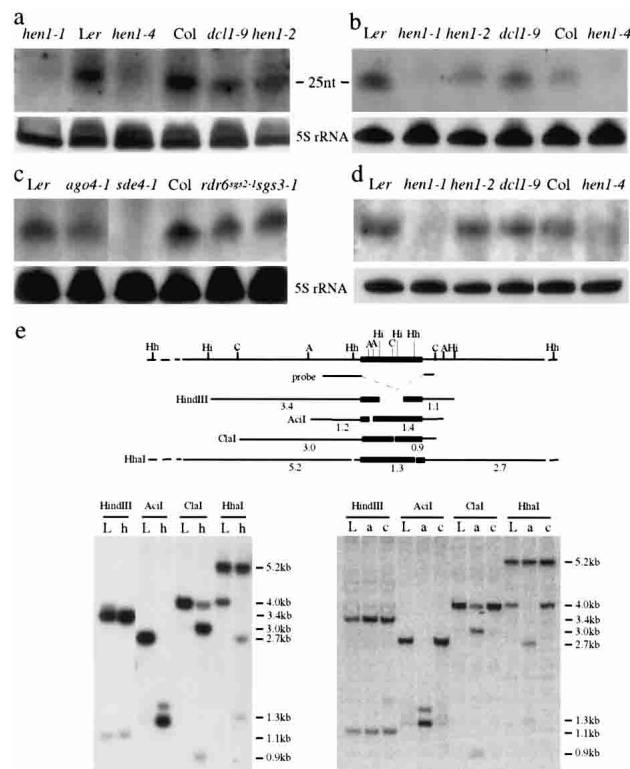 a
hen1-1 Ler hen1-4 Col dcl1-9 hen1-2
25nt
5S rRNA
b
Ler hen1-1 hen1-2 dcl1-9 Col hen1-4
c
Ler ago4-1 sde4-1 Col rdr6sgs2-1 sgs3-1
5S rRNA
d
Ler hen1-1 hen1-2 dcl1-9 Col hen1-4
e
Hh Hi C A Hh A A Hi C Hi Hh C A Hi Hh
probe
HindIII 3.4 1.1
AciI 1.2 1.4
ClaI 3.0 0.9
HhaI 5.2 1.3 2.7
HindIII AciI ClaI HhaI
L h L h L h L h
5.2kb
4.0kb
3.4kb
3.0kb
2.7kb
1.3kb
1.1kb
0.9kb
HindIII AciI ClaI HhaI
L a c L a c L a c L a c
5.2kb
4.0kb
3.4kb
3.0kb
2.7kb
1.3kb
1.1kb
0.9kb